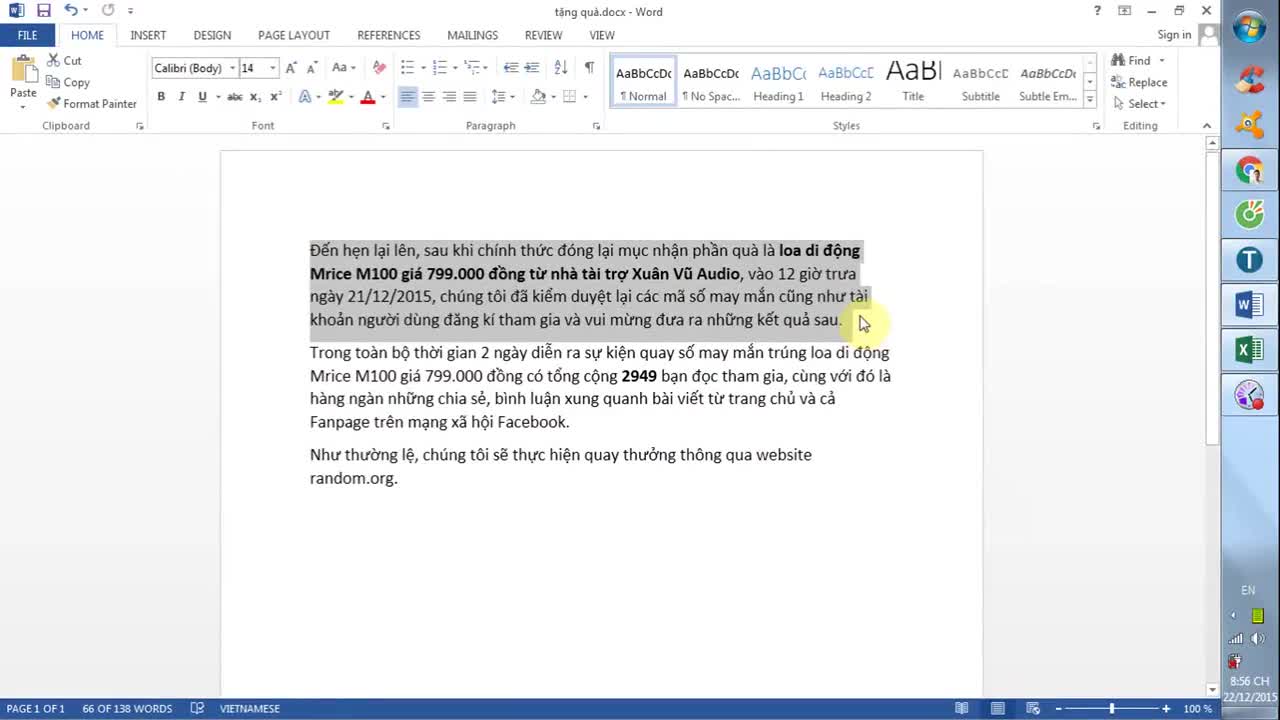 tặng quà.docx - Word
FILE HOME INSERT DESIGN PAGE LAYOUT REFERENCES MAILINGS REVIEW VIEW Sign in
Paste Cut
Copy
Format Painter
Calibri (Body) 14
AaBbCcDc AaBbCcDc AaBbCc AaBbCcD AaBl AaBbCcD AaBbCcDc
¶ Normal ¶ No Spac... Heading 1 Heading 2 Title Subtitle Subtle Em...
Find
Replace
Select
Clipboard Font Paragraph Styles Editing
Đến hẹn lại lên, sau khi chính thức đóng lại mục nhận phần quà là loa di động
Mrice M100 giá 799.000 đồng từ nhà tài trợ Xuân Vũ Audio, vào 12 giờ trưa
ngày 21/12/2015, chúng tôi đã kiểm duyệt lại các mã số may mắn cũng như tài
khoản người dùng đăng kí tham gia và vui mừng đưa ra những kết quả sau.
Trong toàn bộ thời gian 2 ngày diễn ra sự kiện quay số may mắn trúng loa di động
Mrice M100 giá 799.000 đồng có tổng cộng 2949 bạn đọc tham gia, cùng với đó là
hàng ngàn những chia sẻ, bình luận xung quanh bài viết từ trang chủ và cả
Fanpage trên mạng xã hội Facebook.
Như thường lệ, chúng tôi sẽ thực hiện quay thưởng thông qua website
random.org.
EN
8:56 CH
22/12/2015
PAGE 1 OF 1 66 OF 138 WORDS VIETNAMESE 100 %